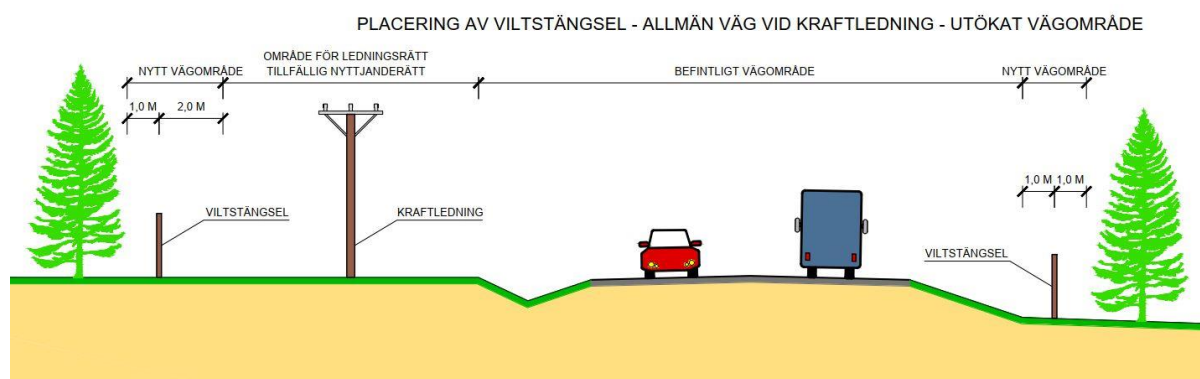 PLACERING AV VILTSTÄNGSEL - ALLMÄN VÄG VID KRAFTLEDNING - UTÖKAT VÄGOMRÅDE
NYTT VÄGOMRÅDE
OMRÅDE FÖR LEDNINGSRÄTT
TILLFÄLLIG NYTTJANDERÄTT
BEFINTLIGT VÄGOMRÅDE
NYTT VÄGOMRÅDE
1,0 M
2,0 M
1,0 M
1,0 M
VILTSTÄNGSEL
KRAFTLEDNING
VILTSTÄNGSEL